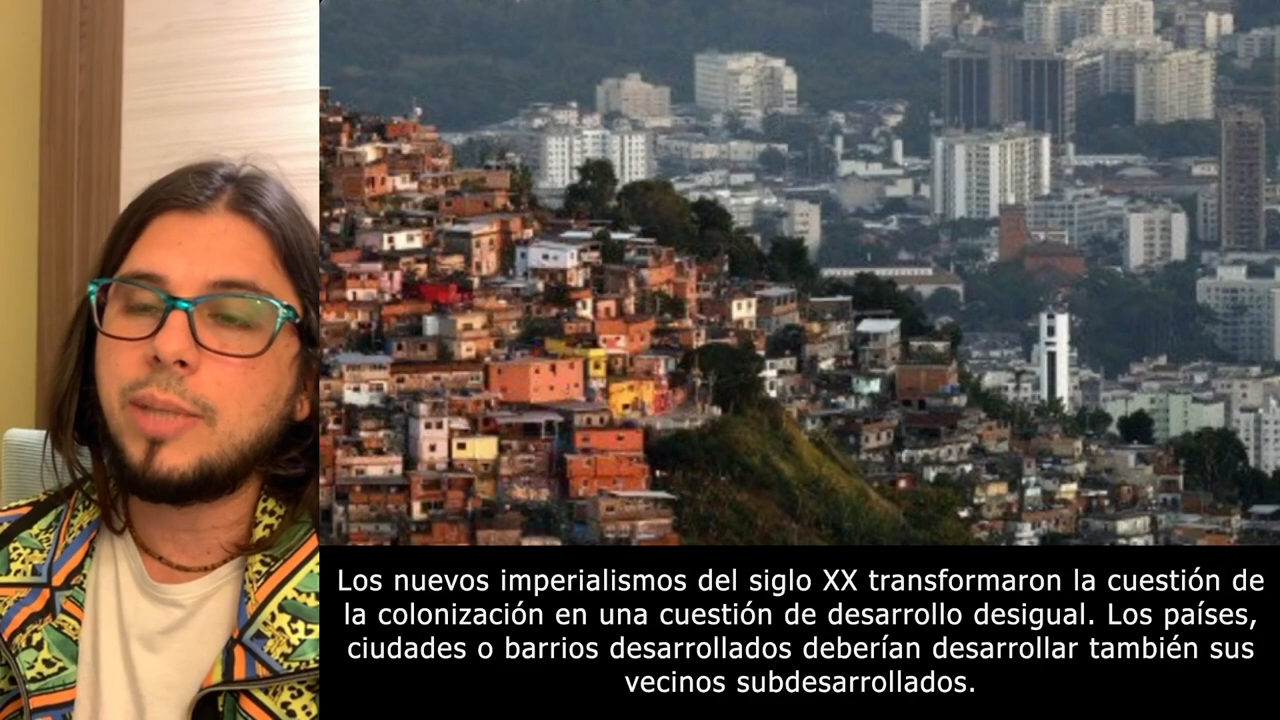 Los nuevos imperialismos del siglo XX transformaron la cuestión de
la colonización en una cuestión de desarrollo desigual. Los países,
ciudades o barrios desarrollados deberían desarrollar también sus
vecinos subdesarrollados.